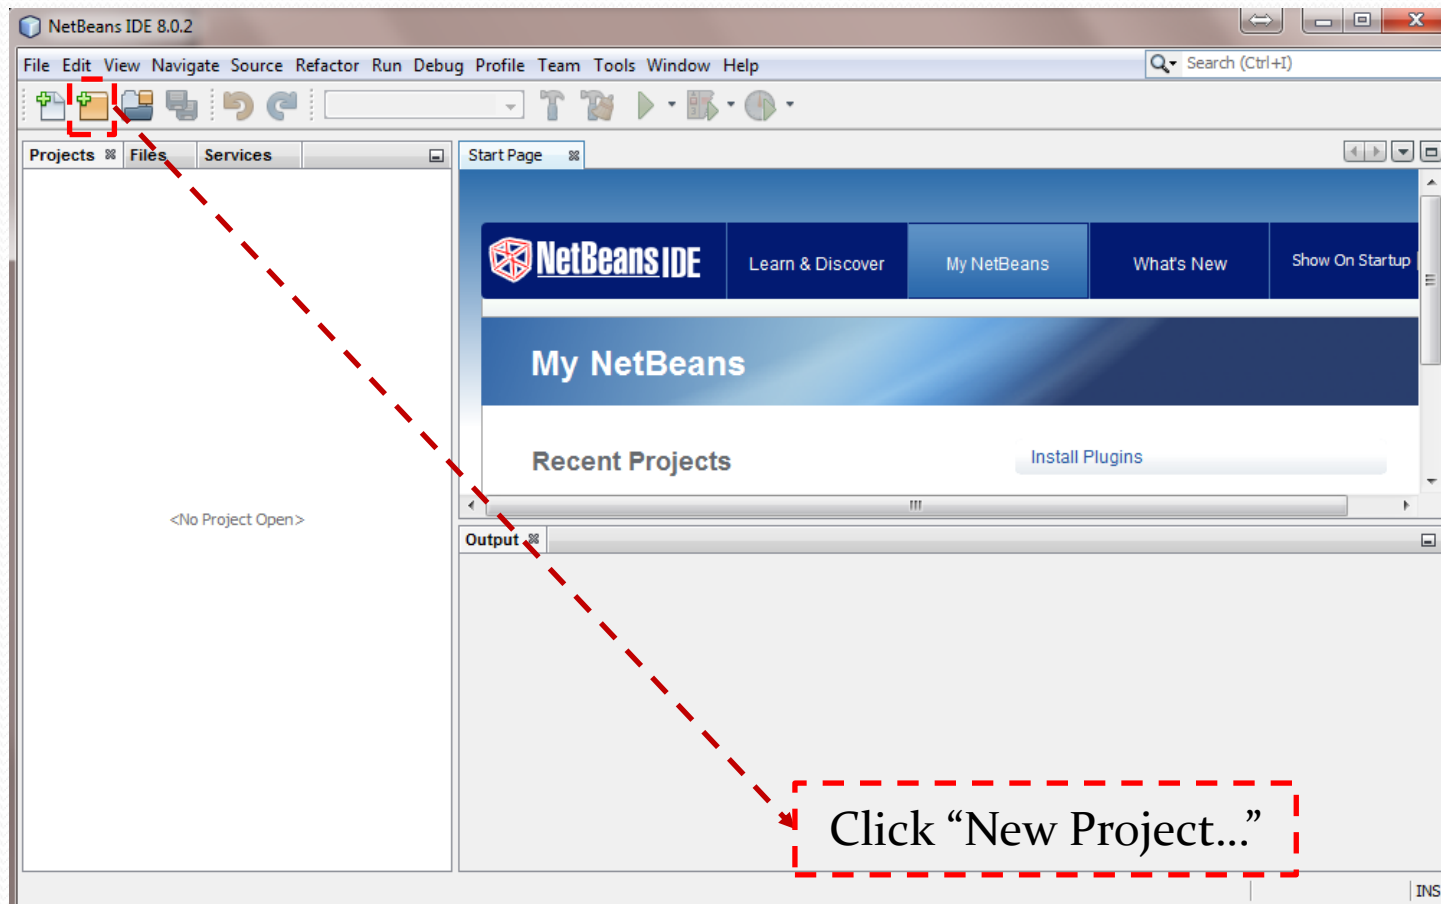 NetBeans IDE 8.0.2
File Edit View Navigate Source Refactor Run Debug Profile Team Tools Window Help
Search (Ctrl+I)
Projects Files Services
Start Page
NetBeans IDE
Learn & Discover
My NetBeans
What's New
Show On Startup
My NetBeans
Recent Projects
Install Plugins
<No Project Open>
Output
Click “New Project...”
INS